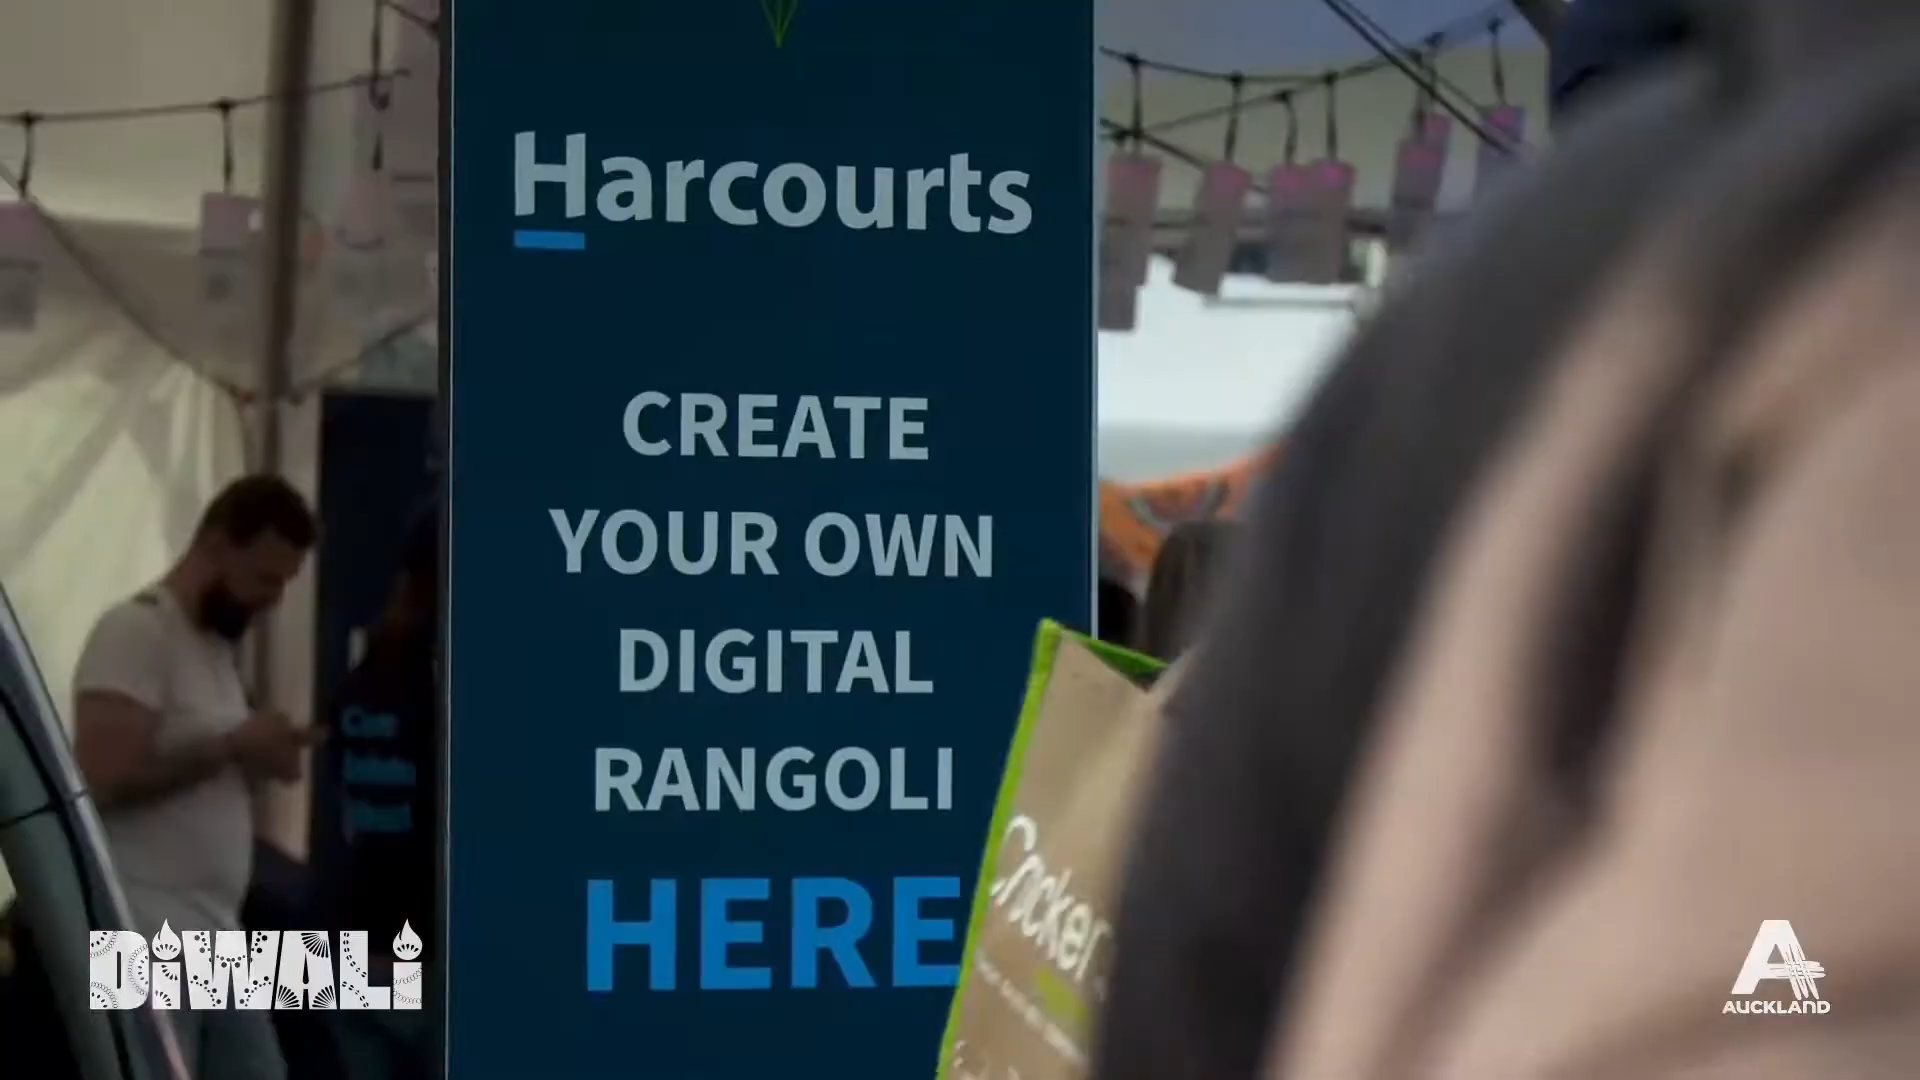 Harcourts
CREATE
YOUR OWN
DIGITAL
RANGOLI
HERE
DiWALi
AUCKLAND